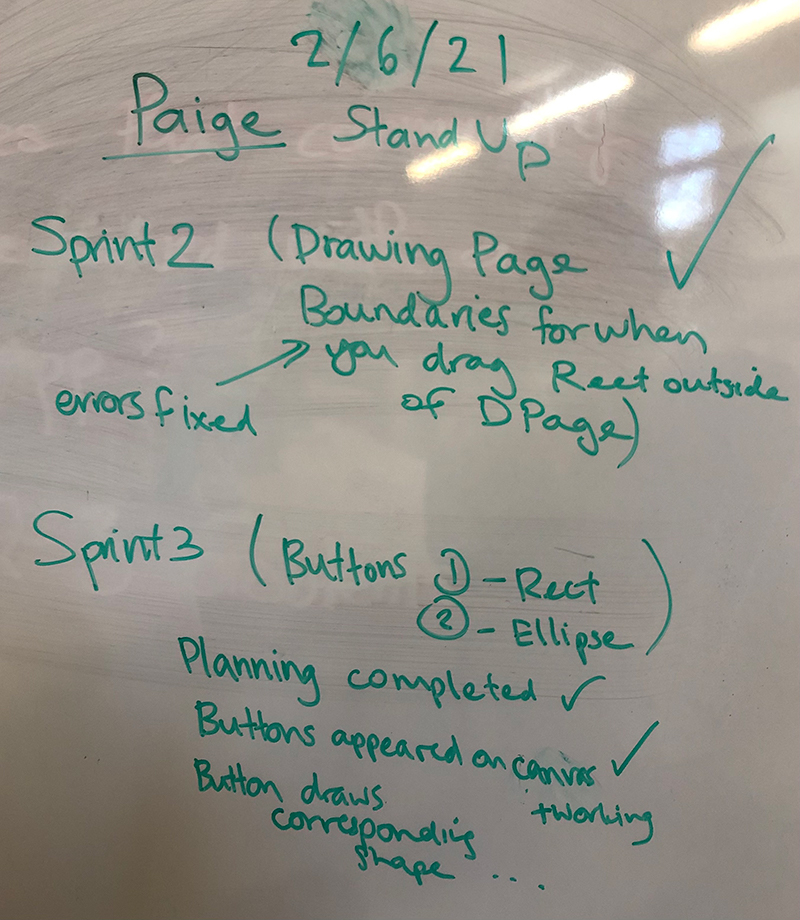 2/6/21
Paige Stand Up
✓
Sprint 2 (Drawing Page
Boundaries for when
you drag Rect outside
of D Page)
errors fixed
Sprint 3 (Buttons ① - Rect
② - Ellipse)
Planning completed ✓
Buttons appeared on canvas ✓
+ working
Button draws
corresponding
shape ....